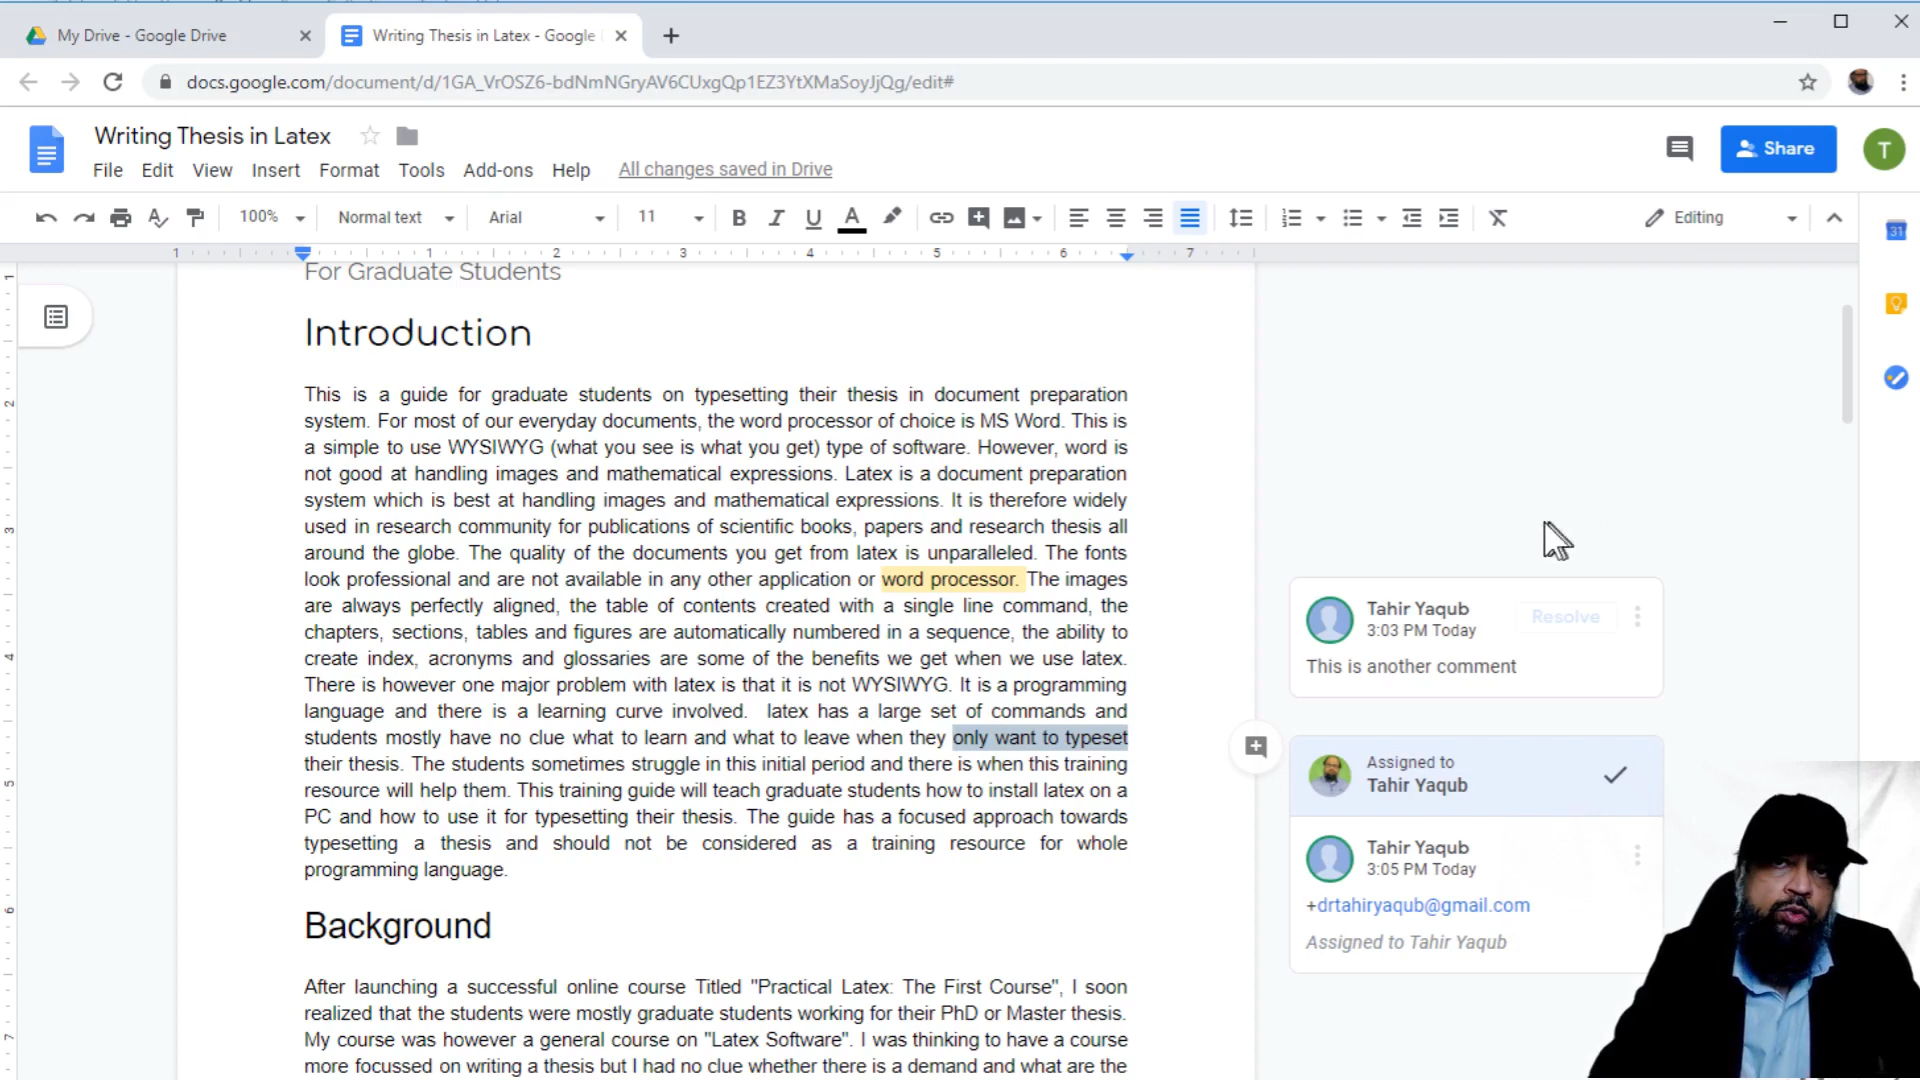 My Drive - Google Drive
Writing Thesis in Latex - Google
docs.google.com/document/d/1GA_VrOSZ6-bdNmNGryAV6CUxgQp1EZ3YtXMaSoyJjQg/edit#
Writing Thesis in Latex
File Edit View Insert Format Tools Add-ons Help All changes saved in Drive
Share
T
100% Normal text Arial 11 B I U A Editing
31
1 1 2 3 4 5 6 7
1
2
3
4
5
6
7
For Graduate Students
Introduction
This is a guide for graduate students on typesetting their thesis in document preparation
system. For most of our everyday documents, the word processor of choice is MS Word. This is
a simple to use WYSIWYG (what you see is what you get) type of software. However, word is
not good at handling images and mathematical expressions. Latex is a document preparation
system which is best at handling images and mathematical expressions. It is therefore widely
used in research community for publications of scientific books, papers and research thesis all
around the globe. The quality of the documents you get from latex is unparalleled. The fonts
look professional and are not available in any other application or word processor. The images
are always perfectly aligned, the table of contents created with a single line command, the
chapters, sections, tables and figures are automatically numbered in a sequence, the ability to
create index, acronyms and glossaries are some of the benefits we get when we use latex.
There is however one major problem with latex is that it is not WYSIWYG. It is a programming
language and there is a learning curve involved. latex has a large set of commands and
students mostly have no clue what to learn and what to leave when they only want to typeset
their thesis. The students sometimes struggle in this initial period and there is when this training
resource will help them. This training guide will teach graduate students how to install latex on a
PC and how to use it for typesetting their thesis. The guide has a focused approach towards
typesetting a thesis and should not be considered as a training resource for whole
programming language.
Background
After launching a successful online course Titled "Practical Latex: The First Course", I soon
realized that the students were mostly graduate students working for their PhD or Master thesis.
My course was however a general course on "Latex Software". I was thinking to have a course
more focussed on writing a thesis but I had no clue whether there is a demand and what are the
Tahir Yaqub
3:03 PM Today
Resolve
This is another comment
Assigned to
Tahir Yaqub
Tahir Yaqub
3:05 PM Today
+drtahiryaqub@gmail.com
Assigned to Tahir Yaqub